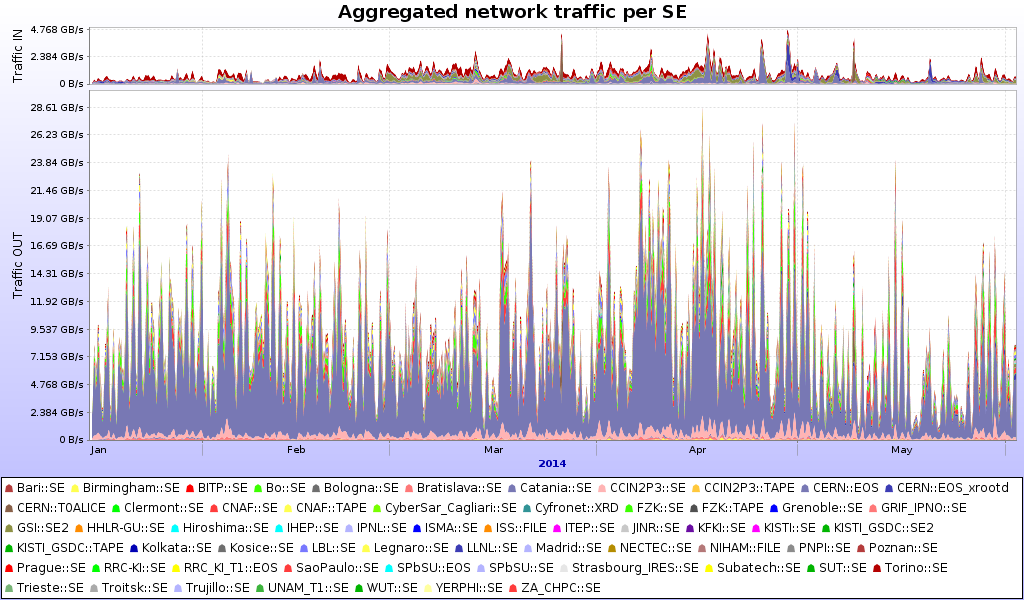 Aggregated network traffic per SE
Traffic IN
4.768 GB/s
2.384 GB/s
0 B/s
Traffic OUT
28.61 GB/s
26.23 GB/s
23.84 GB/s
21.46 GB/s
19.07 GB/s
16.69 GB/s
14.31 GB/s
11.92 GB/s
9.537 GB/s
7.153 GB/s
4.768 GB/s
2.384 GB/s
0 B/s
Jan Feb Mar Apr May
2014
Bari::SE Birmingham::SE BITP::SE Bo::SE Bologna::SE Bratislava::SE Catania::SE CCIN2P3::SE CCIN2P3::TAPE CERN::EOS CERN::EOS_xrootd
CERN::T0ALICE Clermont::SE CNAF::SE CNAF::TAPE CyberSar_Cagliari::SE Cyfronet::XRD FZK::SE FZK::TAPE Grenoble::SE GRIF_IPNO::SE
GSI::SE2 HHLR-GU::SE Hiroshima::SE IHEP::SE IPNL::SE ISMA::SE ISS::FILE ITEP::SE JINR::SE KFKI::SE KISTI::SE KISTI_GSDC::SE2
KISTI_GSDC::TAPE Kolkata::SE Kosice::SE LBL::SE Legnaro::SE LLNL::SE Madrid::SE NECTEC::SE NIHAM::FILE PNPI::SE Poznan::SE
Prague::SE RRC-KI::SE RRC_KI_T1::EOS SaoPaulo::SE SPbSU::EOS SPbSU::SE Strasbourg_IRES::SE Subatech::SE SUT::SE Torino::SE
Trieste::SE Troitsk::SE Trujillo::SE UNAM_T1::SE WUT::SE YERPHI::SE ZA_CHPC::SE